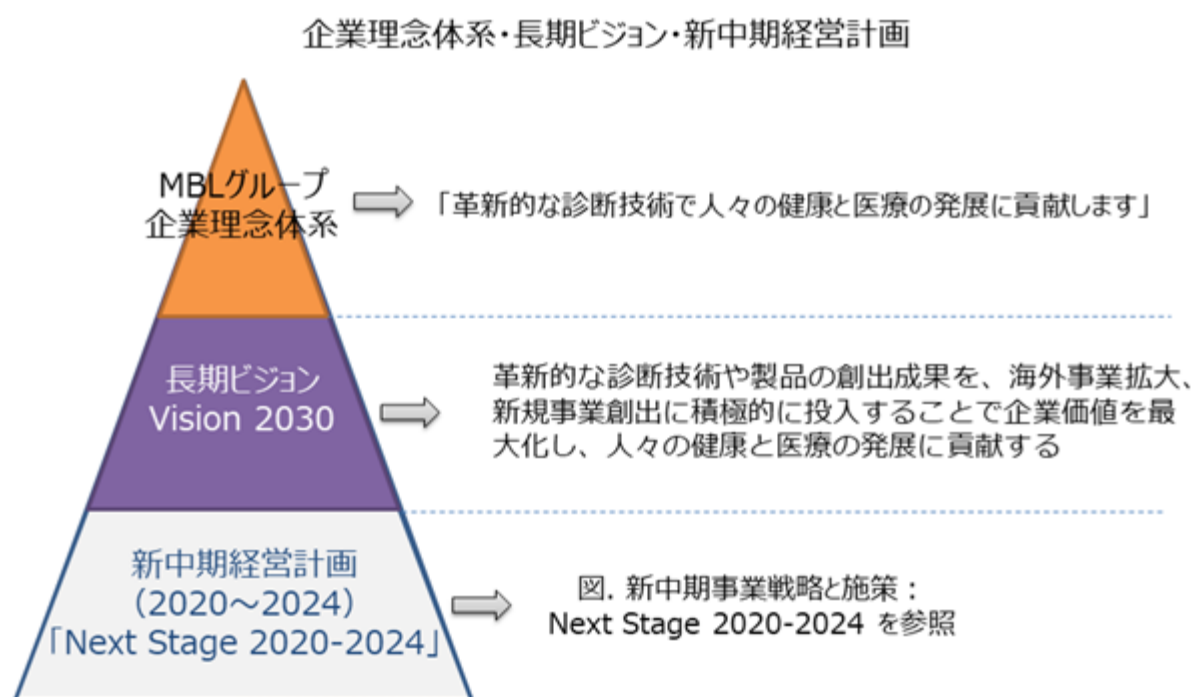 企業理念体系・長期ビジョン・新中期経営計画
MBLグループ
企業理念体系
「革新的な診断技術で人々の健康と医療の発展に貢献します」
長期ビジョン
Vision 2030
革新的な診断技術や製品の創出成果を、海外事業拡大、
新規事業創出に積極的に投入することで企業価値を最
大化し、人々の健康と医療の発展に貢献する
新中期経営計画
（2020～2024）
「Next Stage 2020-2024」
図. 新中期事業戦略と施策：
Next Stage 2020-2024 を参照